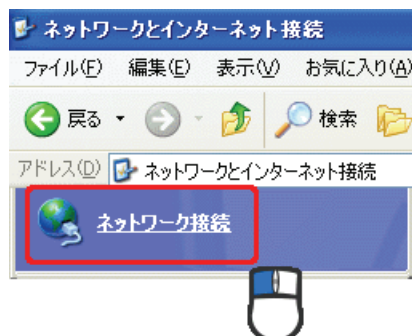 ネットワークとインターネット接続
ファイル(F) 編集(E) 表示(V) お気に入り(A)
戻る 検索
アドレス(D) ネットワークとインターネット接続
ネットワーク接続